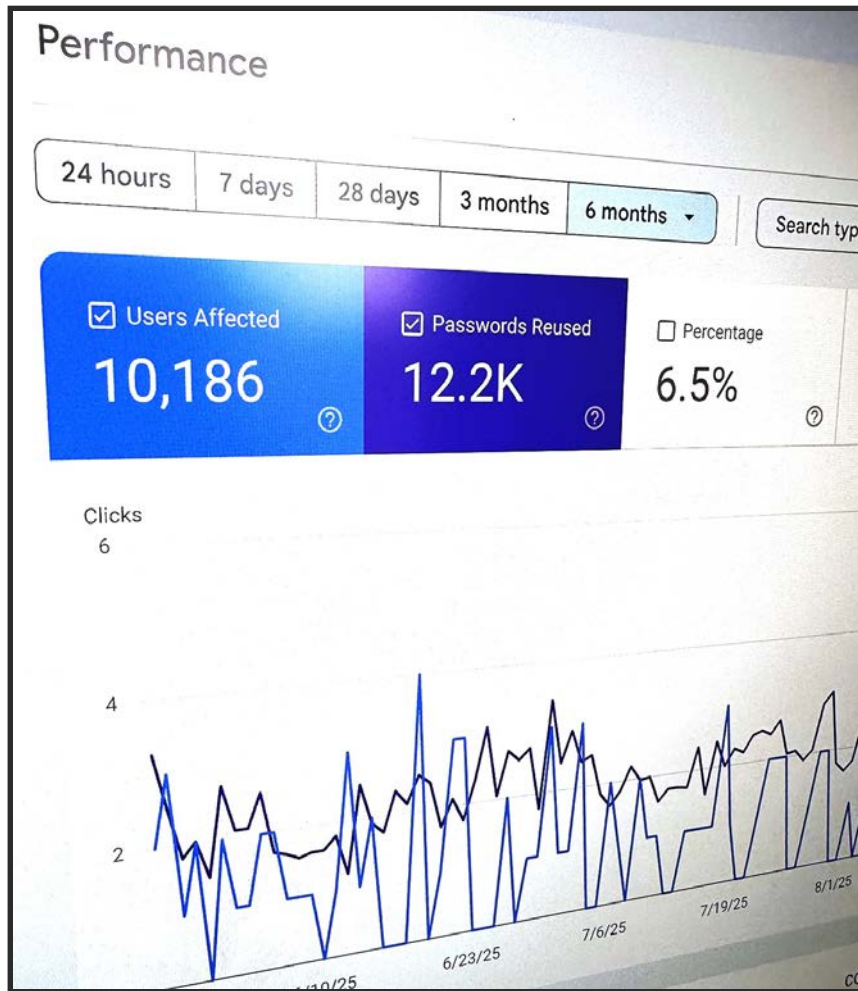 Performance
24 hours 7 days 28 days 3 months 6 months Search typ
Users Affected Passwords Reused Percentage
10,186 12.2K 6.5%
Clicks
6
4
2
6/23/25 7/6/25 7/19/25 8/1/25